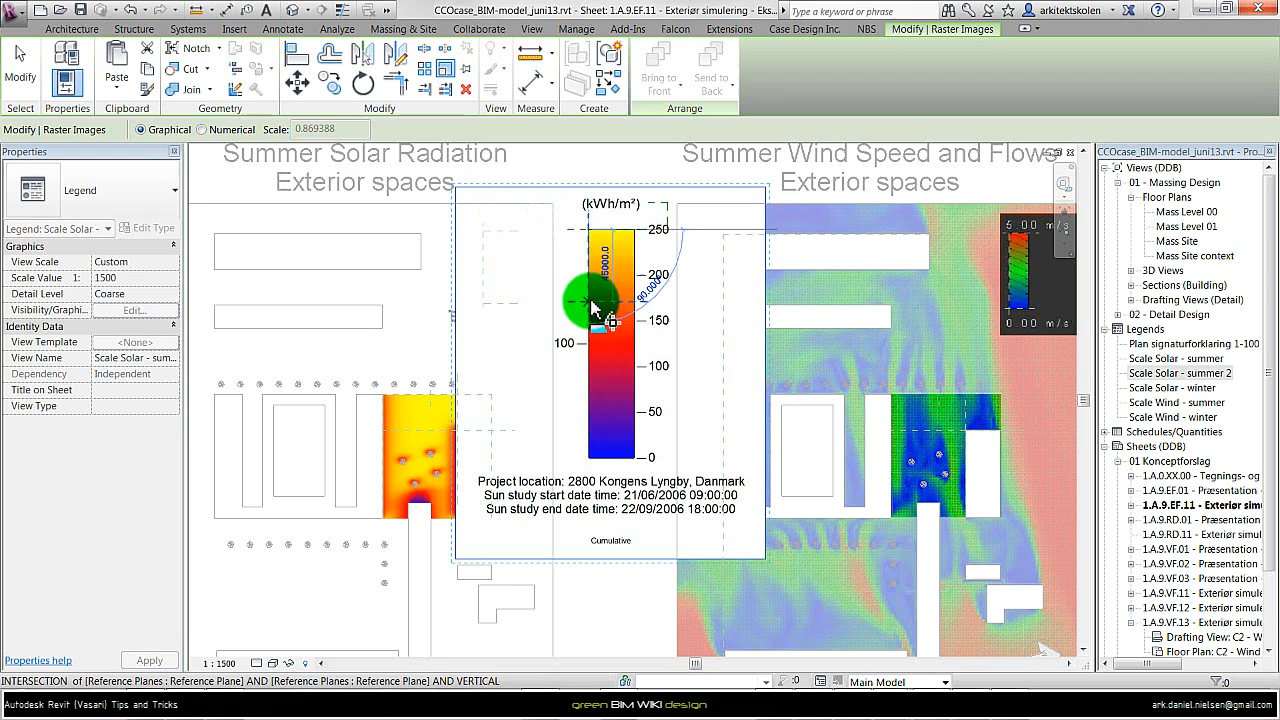 CCOcase_BIM-model_juni13.rvt - Sheet: 1.A.9.EF.11 - Exteriør simulering - Eks...
Type a keyword or phrase
arkitektskolen
Architecture Structure Systems Insert Annotate Analyze Massing & Site Collaborate View Manage Add-Ins Falcon Extensions Case Design Inc. NBS Modify | Raster Images
Modify
Paste
Notch
Cut
Join
Bring to Front
Send to Back
Select Properties Clipboard Geometry Modify View Measure Create Arrange
Modify | Raster Images
Graphical Numerical Scale: 0.869388
Properties
Legend
Legend: Scale Solar - Edit Type
Graphics
View Scale Custom
Scale Value 1: 1500
Detail Level Coarse
Visibility/Graphi... Edit...
Identity Data
View Template <None>
View Name Scale Solar - sum...
Dependency Independent
Title on Sheet
View Type
Properties help
Apply
Summer Solar Radiation
Exterior spaces
Summer Wind Speed and Flows
Exterior spaces
(kWh/m²)
250
200
150
100
100
50
0
90.000°
Project location: 2800 Kongens Lyngby, Danmark
Sun study start date time: 21/06/2006 09:00:00
Sun study end date time: 22/09/2006 18:00:00
Cumulative
5.00 m/s
CCOcase_BIM-model_juni13.rvt - Pro...
Views (DDB)
01 - Massing Design
Floor Plans
Mass Level 00
Mass Level 01
Mass Site
Mass Site context
3D Views
Sections (Building)
Drafting Views (Detail)
02 - Detail Design
Legends
Plan signaturforklaring 1-100
Scale Solar - summer
Scale Solar - summer 2
Scale Solar - winter
Scale Wind - summer
Scale Wind - winter
Schedules/Quantities
Sheets (DDB)
01 Konceptforslag
1.A.0.XX.00 - Tegnings- og
1.A.9.EF.01 - Præsentation
1.A.9.EF.11 - Exteriør sim
1.A.9.RD.01 - Præsentation
1.A.9.RD.11 - Exteriør simul
1.A.9.VF.01 - Præsentation
1.A.9.VF.02 - Præsentation
1.A.9.VF.03 - Præsentation
1.A.9.VF.11 - Exteriør simule
1.A.9.VF.12 - Exteriør simule
1.A.9.VF.13 - Exteriør simule
Drafting View: C2 - W
Floor Plan: C2 - Wind
1 : 1500
INTERSECTION of [Reference Planes : Reference Plane] AND [Reference Planes : Reference Plane] AND VERTICAL
:0
Main Model
:0
Autodesk Revit (Vasari) Tips and Tricks
green BIM WIKI design
ark.daniel.nielsen@gmail.com